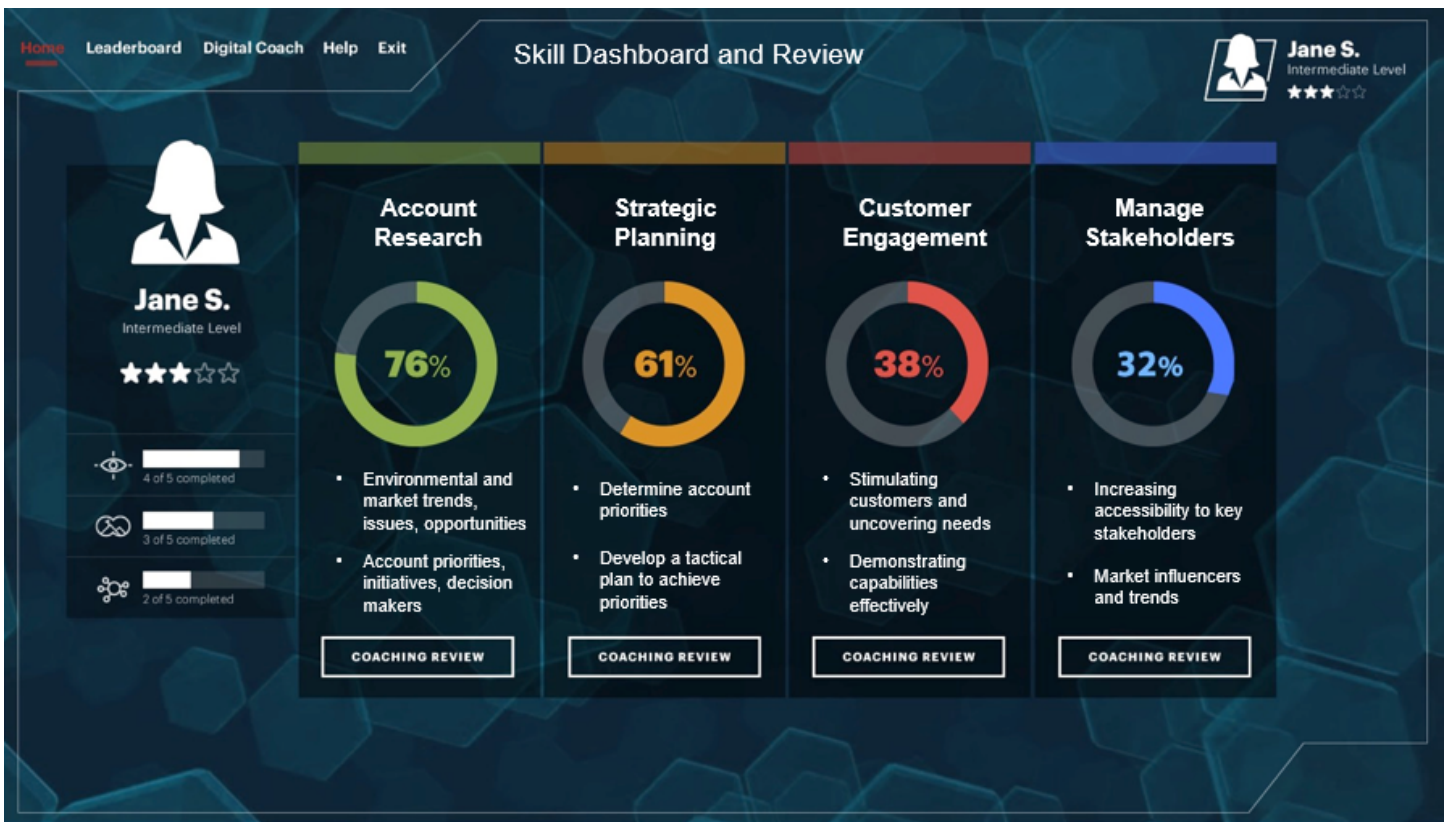 Home Leaderboard Digital Coach Help Exit
Skill Dashboard and Review
Jane S.
Intermediate Level
Jane S.
Intermediate Level
4 of 5 completed
3 of 5 completed
2 of 5 completed
Account
Research
76%
• Environmental and
market trends,
issues, opportunities
• Account priorities,
initiatives, decision
makers
COACHING REVIEW
Strategic
Planning
61%
• Determine account
priorities
• Develop a tactical
plan to achieve
priorities
COACHING REVIEW
Customer
Engagement
38%
• Stimulating
customers and
uncovering needs
• Demonstrating
capabilities
effectively
COACHING REVIEW
Manage
Stakeholders
32%
• Increasing
accessibility to key
stakeholders
• Market influencers
and trends
COACHING REVIEW